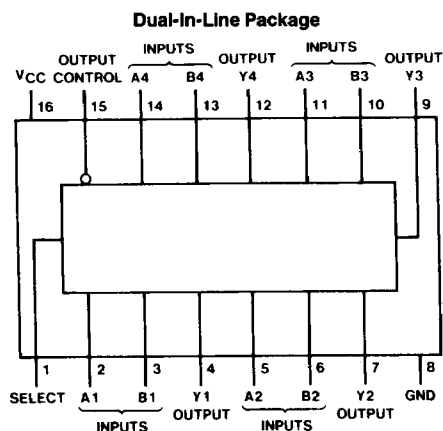 Dual-In-Line Package
INPUTS INPUTS
OUTPUT OUTPUT OUTPUT
VCC CONTROL A4 B4 Y4 A3 B3 Y3
16 15 14 13 12 11 10 9
1 2 3 4 5 6 7 8
SELECT A1 B1 Y1 A2 B2 Y2 GND
OUTPUT OUTPUT
INPUTS INPUTS